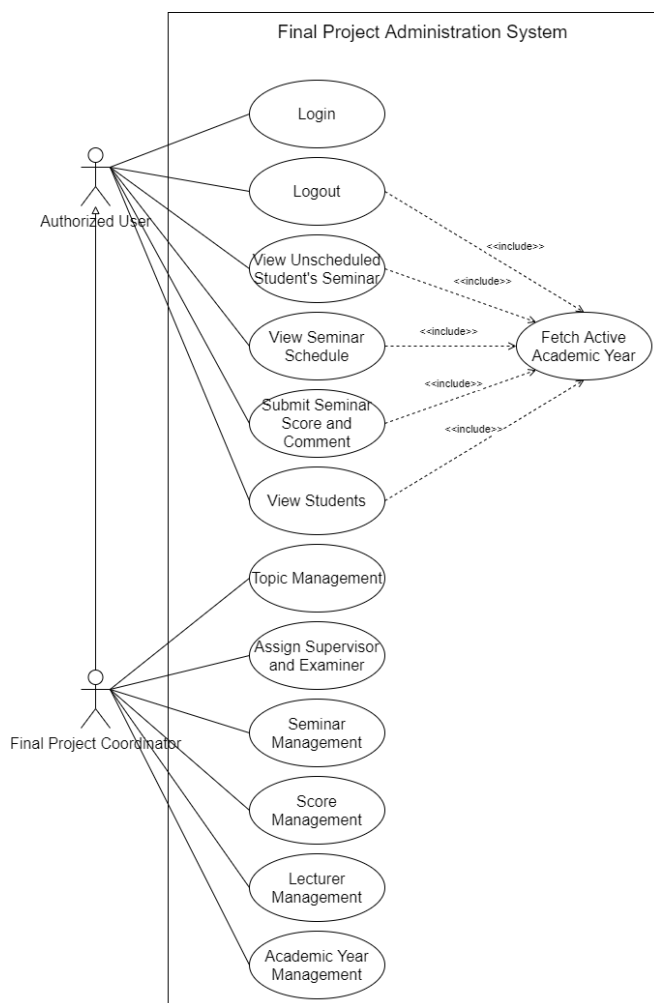 Final Project Administration System
Login
Logout
Authorized User
<<include>>
View Unscheduled
Student's Seminar
<<include>>
View Seminar
Schedule
<<include>>
Fetch Active
Academic Year
Submit Seminar
Score and
Comment
<<include>>
<<include>>
View Students
Topic Management
Assign Supervisor
and Examiner
Final Project Coordinator
Seminar
Management
Score
Management
Lecturer
Management
Academic Year
Management